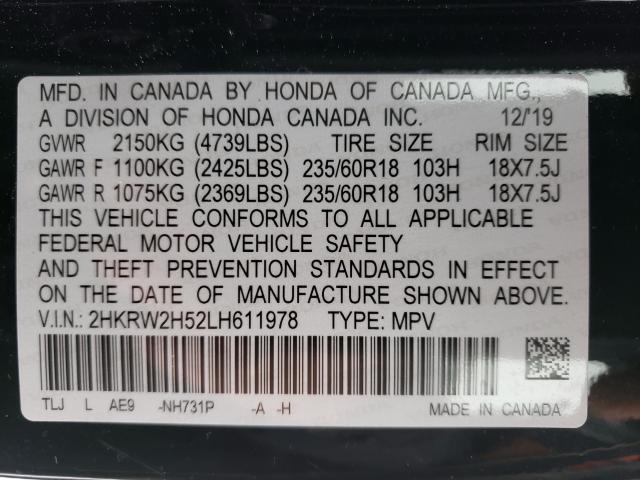 MFD. IN CANADA BY HONDA OF CANADA MFG.,
A DIVISION OF HONDA CANADA INC. 12/'19
GVWR 2150KG (4739LBS) TIRE SIZE RIM SIZE
GAWR F 1100KG (2425LBS) 235/60R18 103H 18X7.5J
GAWR R 1075KG (2369LBS) 235/60R18 103H 18X7.5J
THIS VEHICLE CONFORMS TO ALL APPLICABLE
FEDERAL MOTOR VEHICLE SAFETY
AND THEFT PREVENTION STANDARDS IN EFFECT
ON THE DATE OF MANUFACTURE SHOWN ABOVE.
V.I.N.: 2HKRW2H52LH611978 TYPE: MPV
TLJ L AE9 -NH731P -A -H MADE IN CANADA